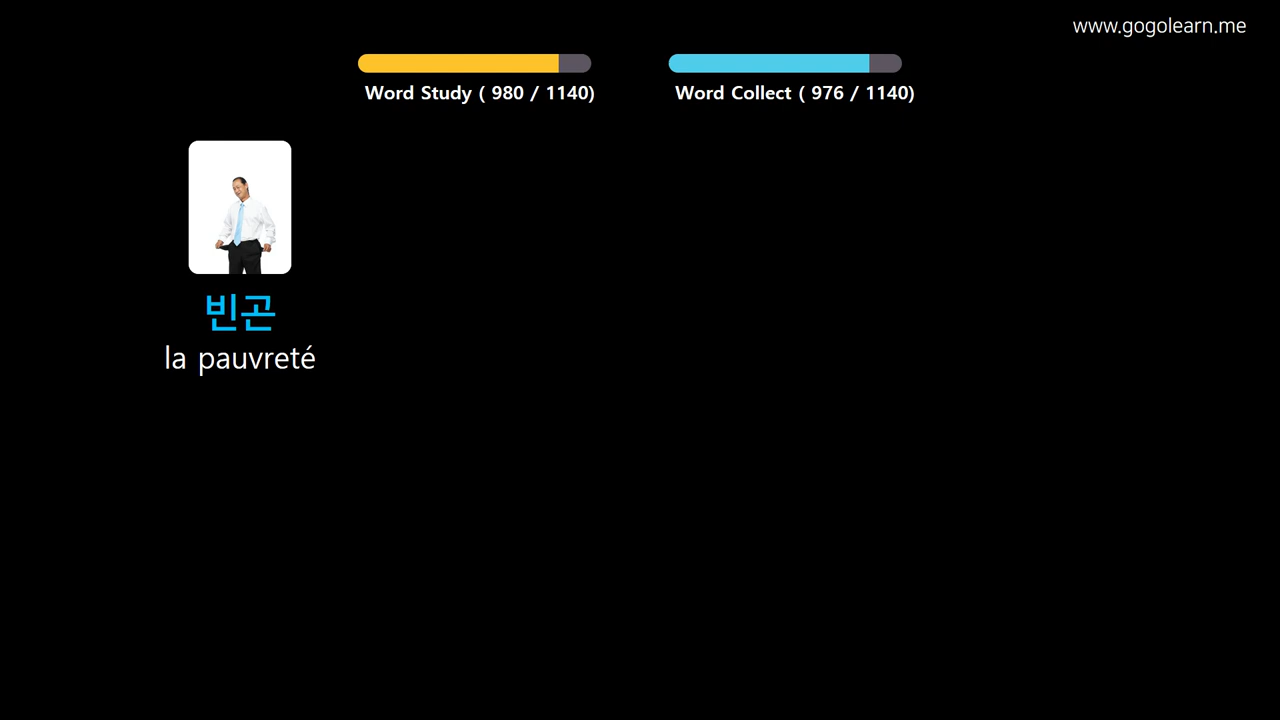 www.gogolearn.me
Word Study ( 980 / 1140)
Word Collect ( 976 / 1140)
빈곤
la pauvreté